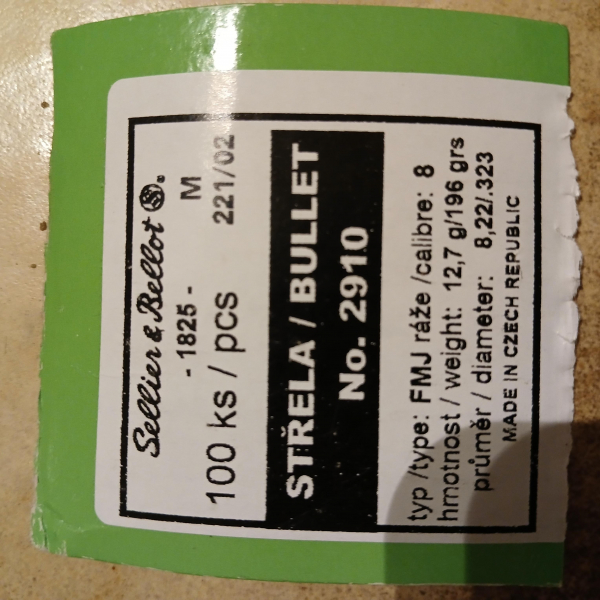 Sellier & Bellot S®.
- 1825 - M
100 ks / pcs 221/02
STŘELA / BULLET
No. 2910
typ /type: FMJ ráže /calibre: 8
hmotnost / weight: 12,7 g/196 grs
průměr / diameter: 8,22/.323
MADE IN CZECH REPUBLIC